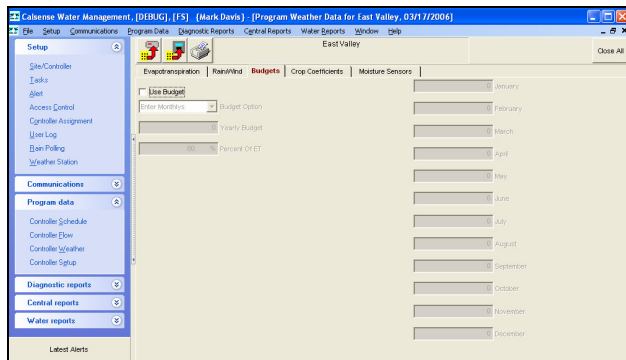 Calsense Water Management, [DEBUG], [FS] (Mark Davis) - [Program Weather Data for East Valley, 03/17/2006]
File Setup Communications Program Data Diagnostic Reports Central Reports Water Reports Window Help
Setup
Site/Controller
Tasks
Alert
Access Control
Controller Assignment
User Log
Rain Polling
Weather Station
Communications
Program data
Controller Schedule
Controller Flow
Controller Weather
Controller Setup
Diagnostic reports
Central reports
Water reports
Latest Alerts
East Valley
Close All
Evapotranspiration Rain/Wind Budgets Crop Coefficients Moisture Sensors
Use Budget
Enter Monthlys Budget Option
0 Yearly Budget
80 % Percent Of ET
0 January
0 February
0 March
0 April
0 May
0 June
0 July
0 August
0 September
0 October
0 November
0 December